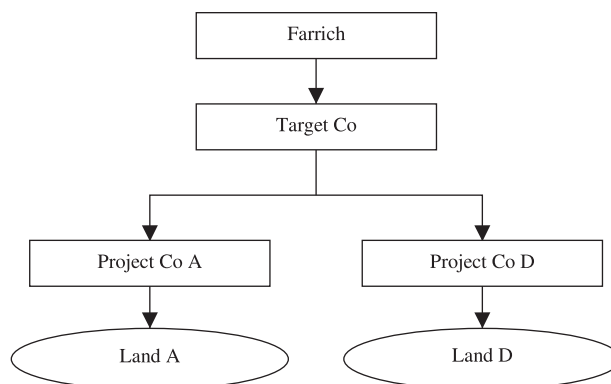 Farrich
Target Co
Project Co A
Project Co D
Land A
Land D